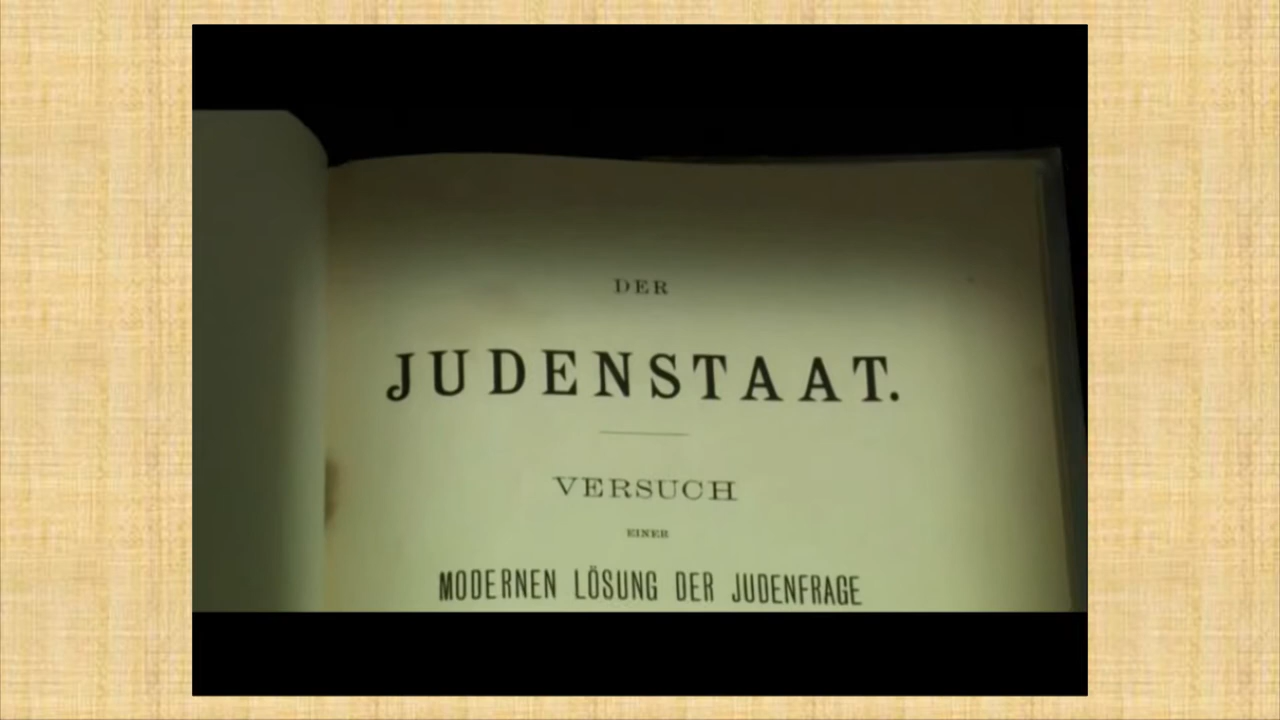 DER
JUDENSTAAT.
VERSUCH
EINER
MODERNEN LÖSUNG DER JUDENFRAGE